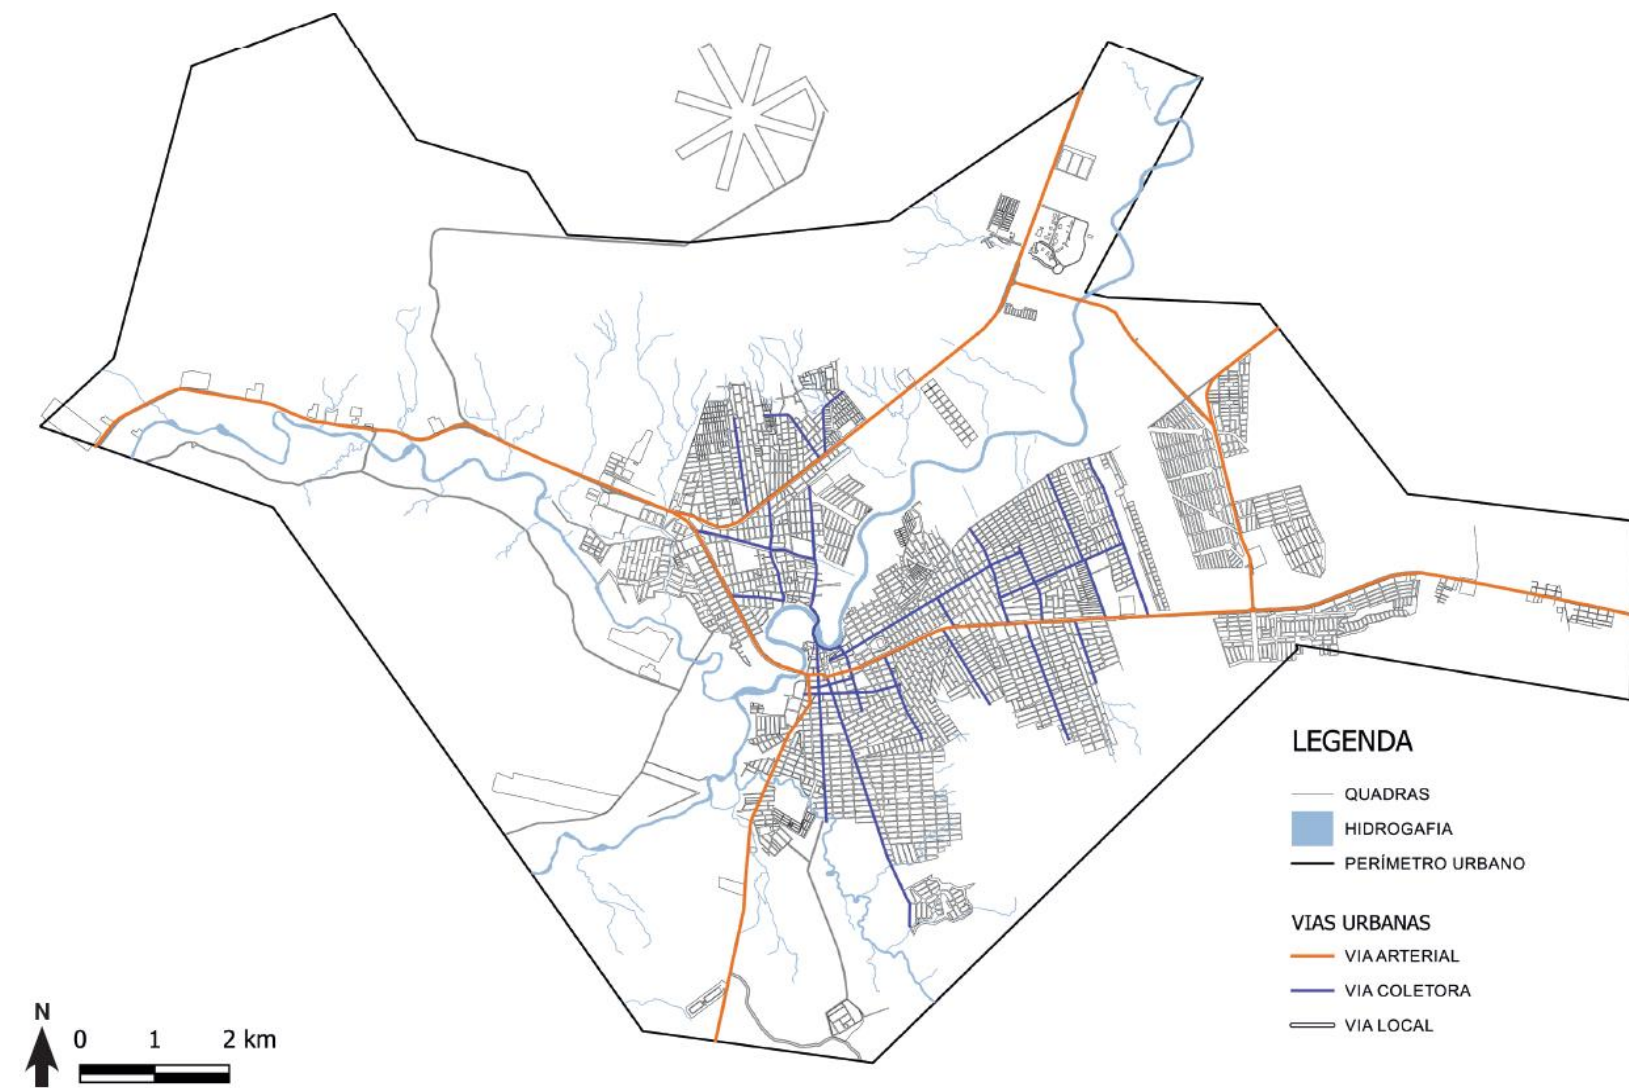 LEGENDA
QUADRAS
HIDROGAFIA
PERÍMETRO URBANO
VIAS URBANAS
VIA ARTERIAL
VIA COLETORA
VIA LOCAL
N
0 1 2 km